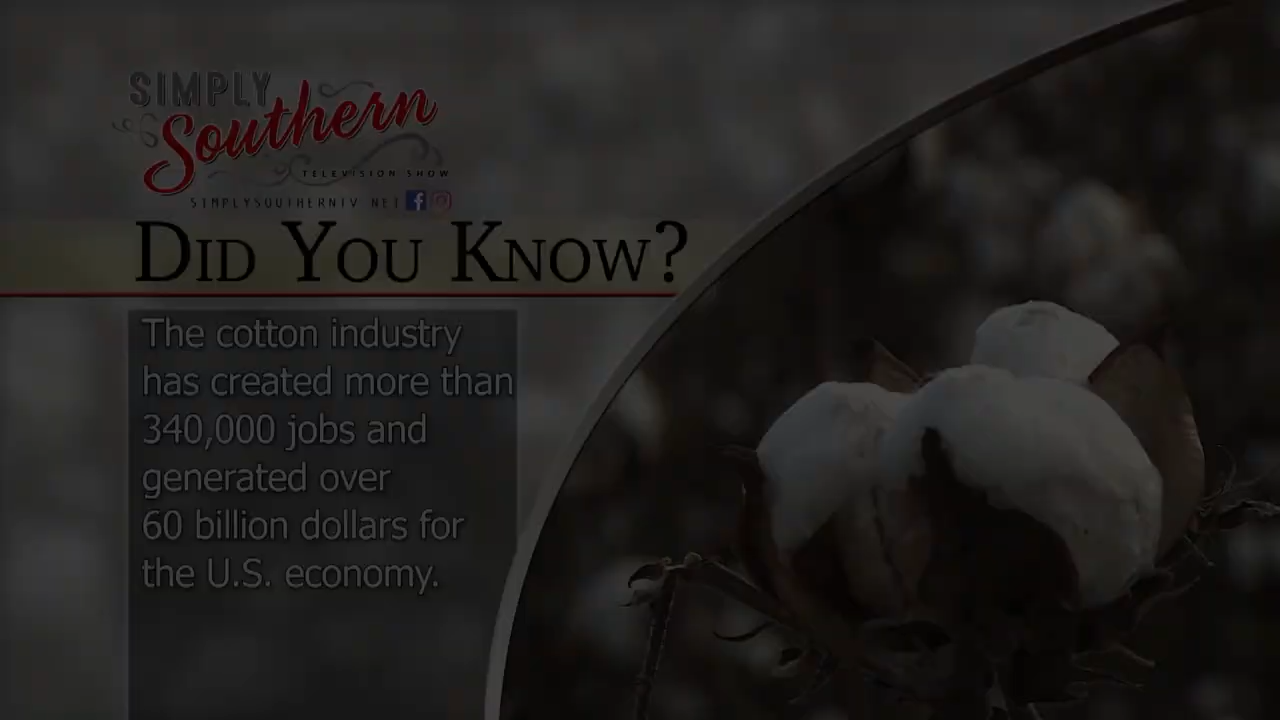 SIMPLY
Southern
TELEVISION SHOW
SIMPLYSOUTHERNTV.NET
DID YOU KNOW?
The cotton industry
has created more than
340,000 jobs and
generated over
60 billion dollars for
the U.S. economy.